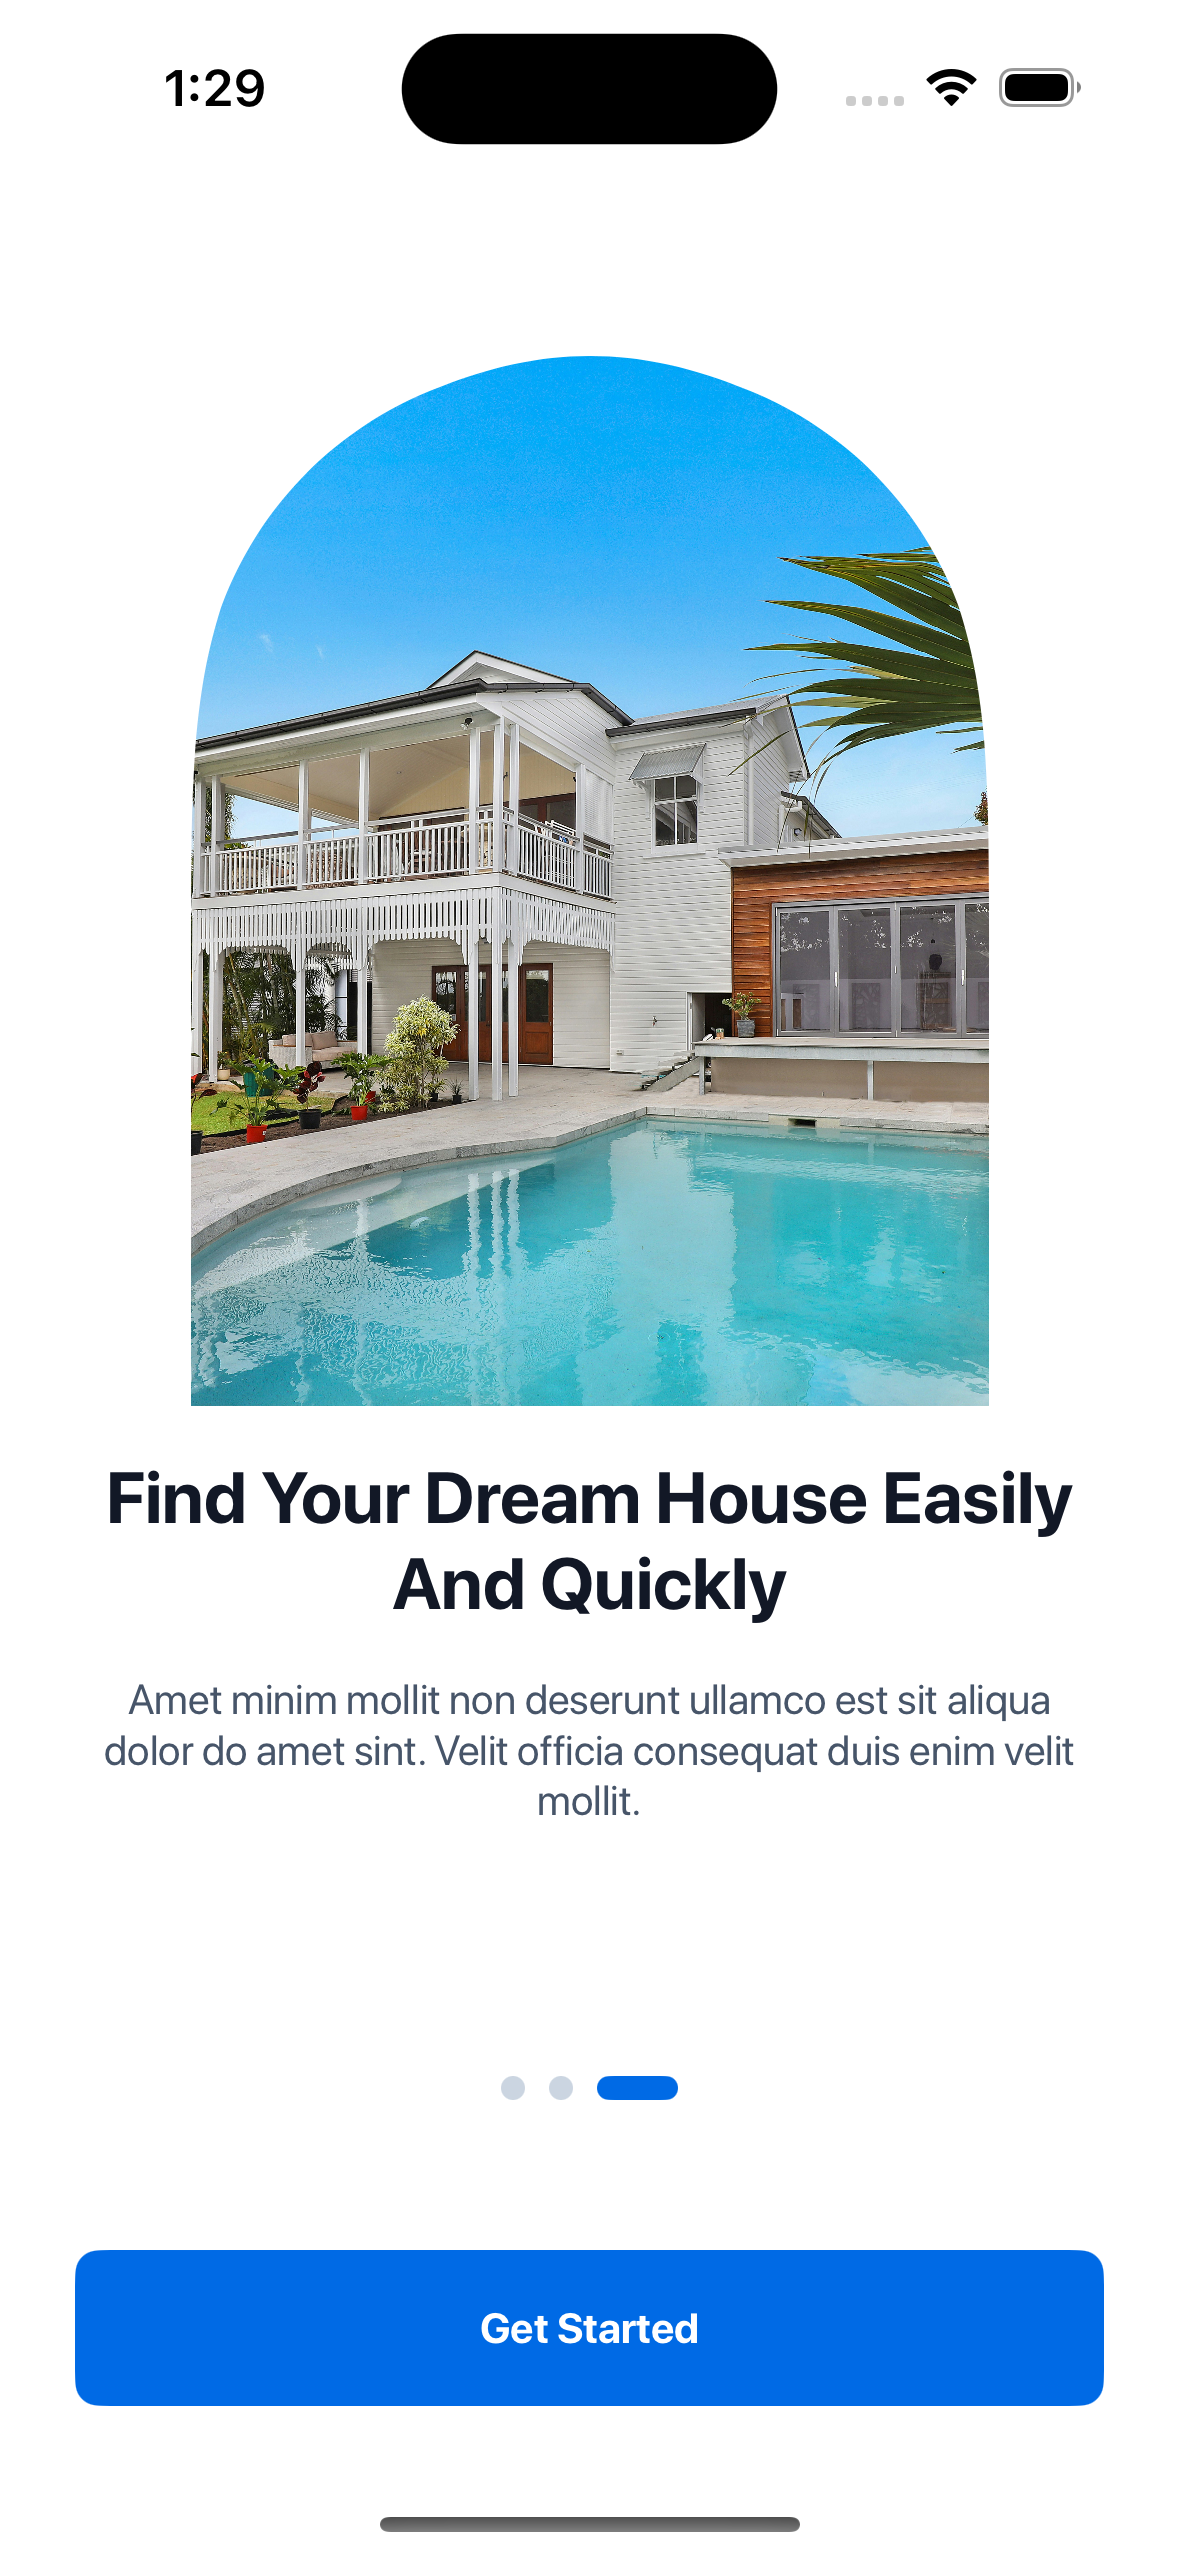 1:29
Find Your Dream House Easily
And Quickly
Amet minim mollit non deserunt ullamco est sit aliqua
dolor do amet sint. Velit officia consequat duis enim velit
mollit.
Get Started